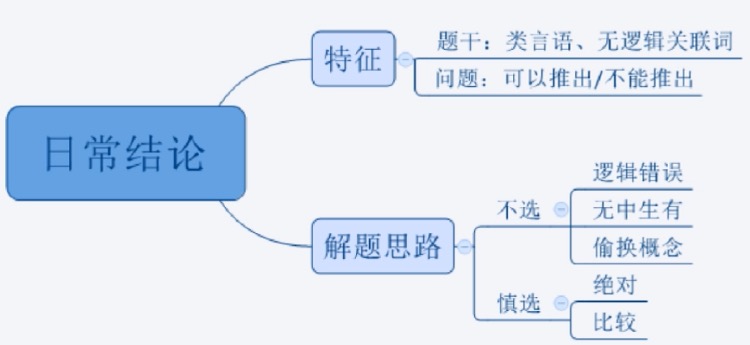 日常结论
特征
题干：类言语、无逻辑关联词
问题：可以推出/不能推出
解题思路
不选
逻辑错误
无中生有
偷换概念
慎选
绝对
比较